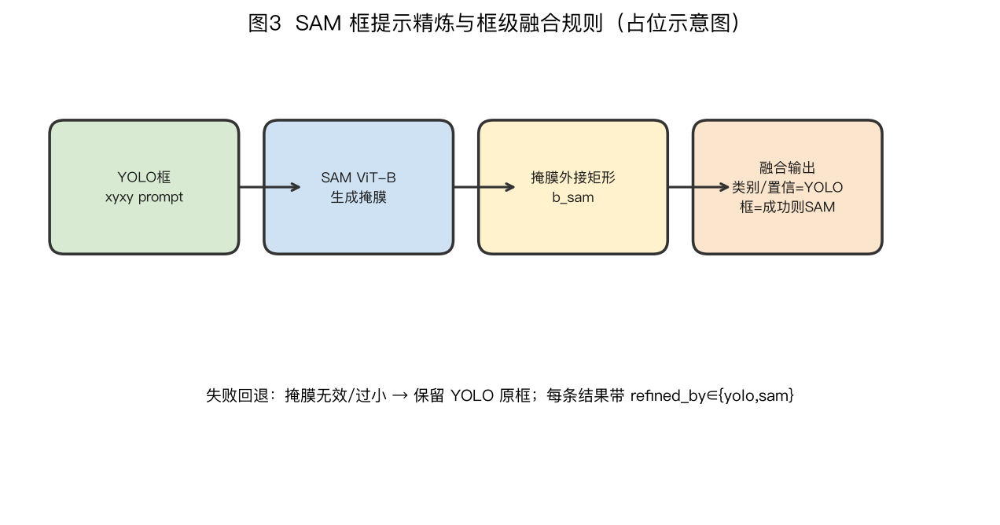 图3  SAM 框提示精炼与框级融合规则（占位示意图）
YOLO框
xyxy prompt
SAM ViT-B
生成掩膜
掩膜外接矩形
b_sam
融合输出
类别/置信=YOLO
框=成功则SAM
失败回退：掩膜无效/过小 → 保留 YOLO 原框；每条结果带 refined_by∈{yolo,sam}